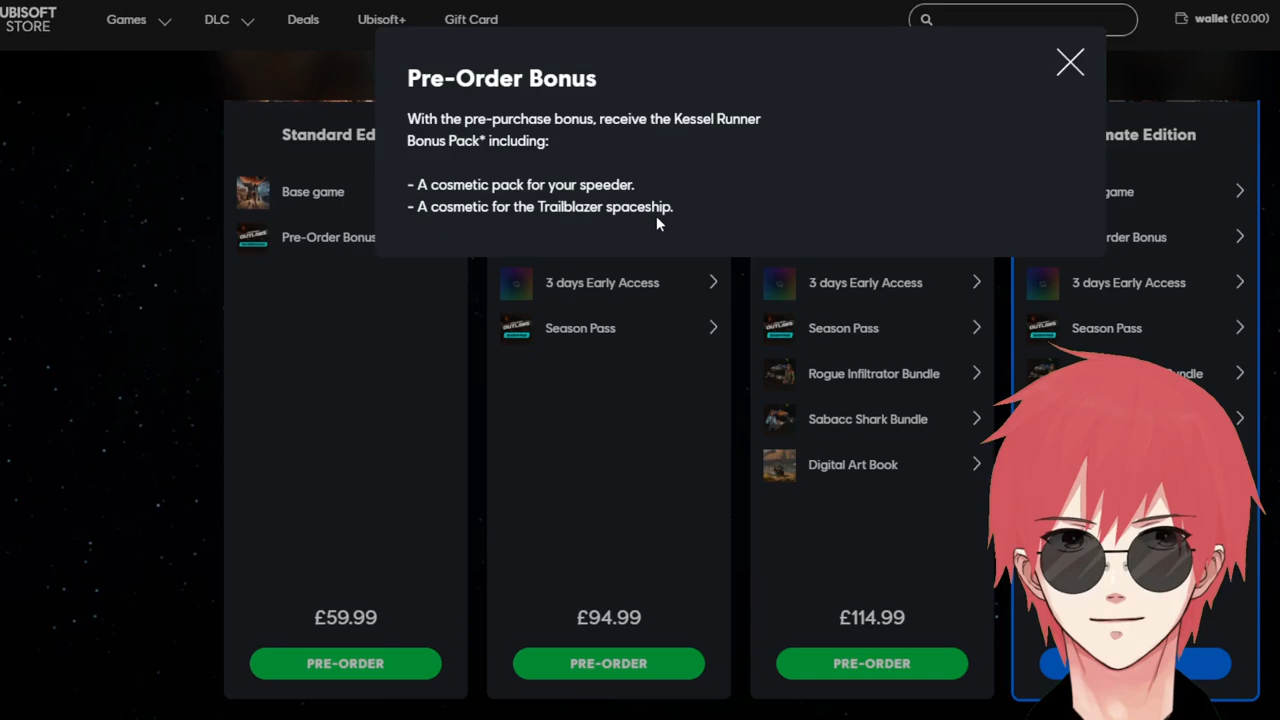 UBISOFT
STORE
Games
DLC
Deals
Ubisoft+
Gift Card
wallet (£0.00)
Pre-Order Bonus
With the pre-purchase bonus, receive the Kessel Runner
Bonus Pack* including:
- A cosmetic pack for your speeder.
- A cosmetic for the Trailblazer spaceship.
Standard Ed
Base game
Pre-Order Bonus
£59.99
PRE-ORDER
3 days Early Access
Season Pass
£94.99
PRE-ORDER
3 days Early Access
Season Pass
Rogue Infiltrator Bundle
Sabacc Shark Bundle
Digital Art Book
£114.99
PRE-ORDER
mate Edition
game
rder Bonus
3 days Early Access
Season Pass
ndle